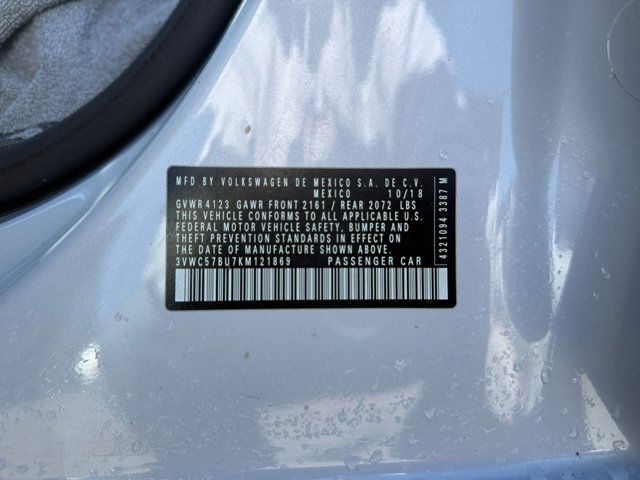 MFD BY VOLKSWAGEN DE MEXICO S.A. DE C.V.
MEXICO 10/18
GVWR 4123 GAWR FRONT 2161 / REAR 2072 LBS
THIS VEHICLE CONFORMS TO ALL APPLICABLE U.S.
FEDERAL MOTOR VEHICLE SAFETY, BUMPER AND
THEFT PREVENTION STANDARDS IN EFFECT ON THE
DATE OF MANUFACTURE SHOWN ABOVE.
3VWC57BU7KM121869 PASSENGER CAR
4321094 3387 M